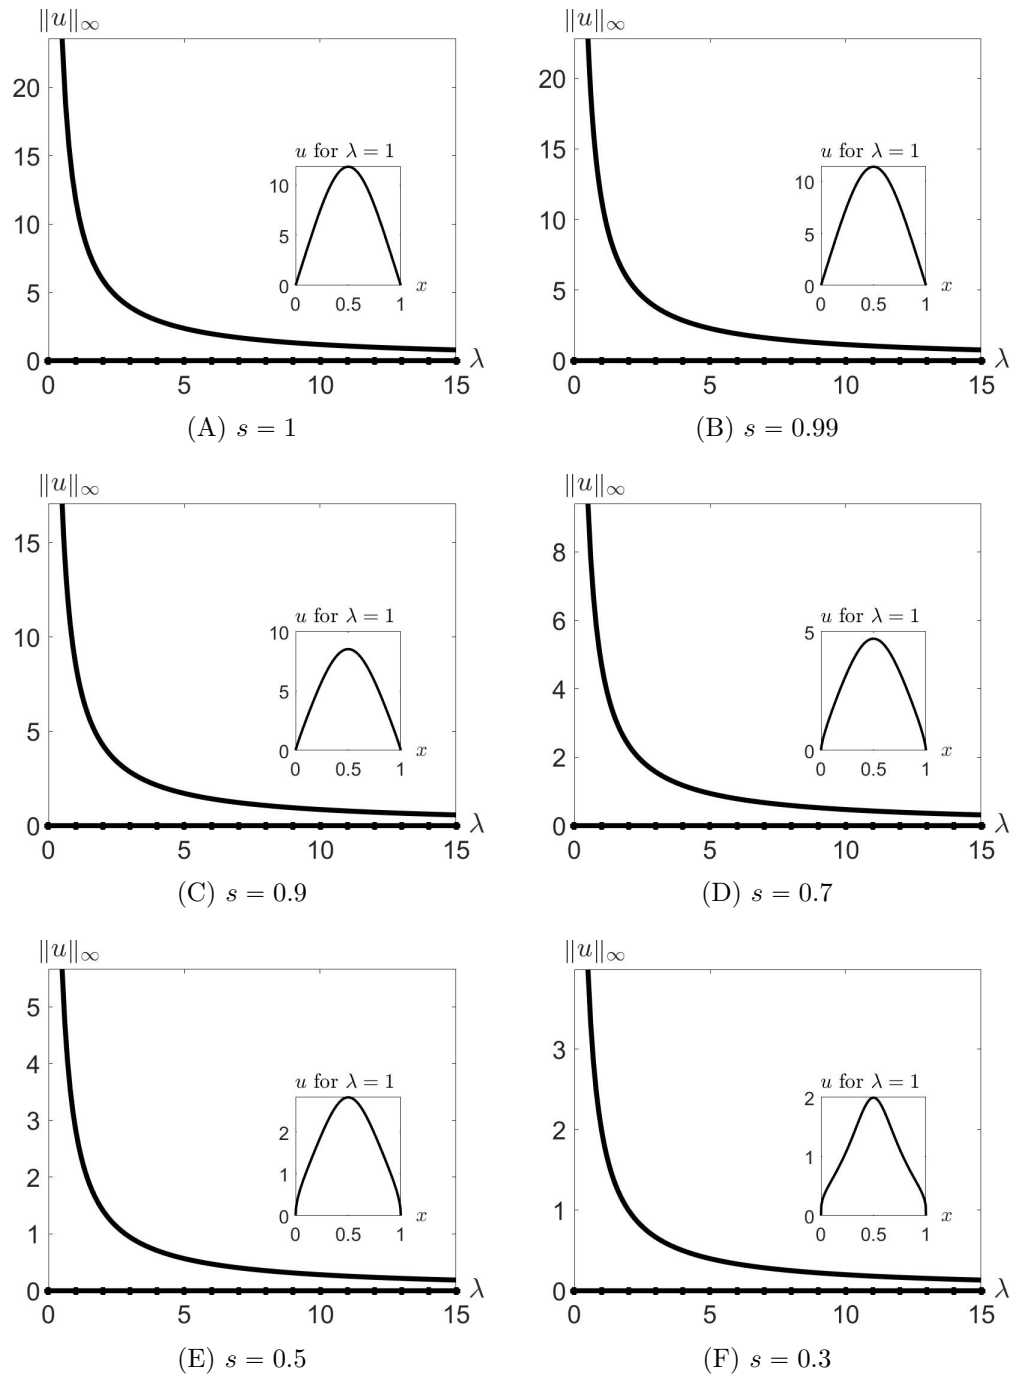 ||u||∞ ||u||∞
20 20
15 u for λ = 1 15 u for λ = 1
10 10
10 10
5 5
5 5
0 x 0 x
0 0.5 1 0 0.5 1
0 λ 0 λ
0 5 10 15 0 5 10 15
(A) s = 1 (B) s = 0.99
||u||∞ ||u||∞
15 8
u for λ = 1 u for λ = 1
10 5
10 6
5 4
5 2
0 x 0 x
0 0.5 1 0 0.5 1
0 λ 0 λ
0 5 10 15 0 5 10 15
(C) s = 0.9 (D) s = 0.7
||u||∞ ||u||∞
5 3
4
u for λ = 1 u for λ = 1
3 2 2
2 1 2 1
1 0 x 1 0 x
0 0.5 1 0 0.5 1
0 λ 0 λ
0 5 10 15 0 5 10 15
(E) s = 0.5 (F) s = 0.3